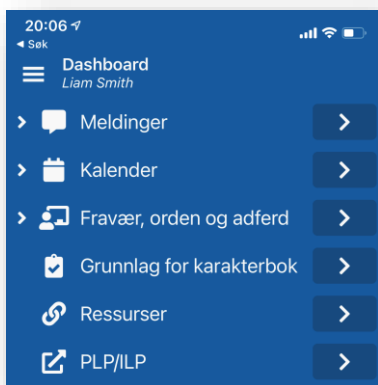 20:06
Søk
Dashboard
Liam Smith
Meldinger
Kalender
Fravær, orden og adferd
Grunnlag for karakterbok
Ressurser
PLP/ILP